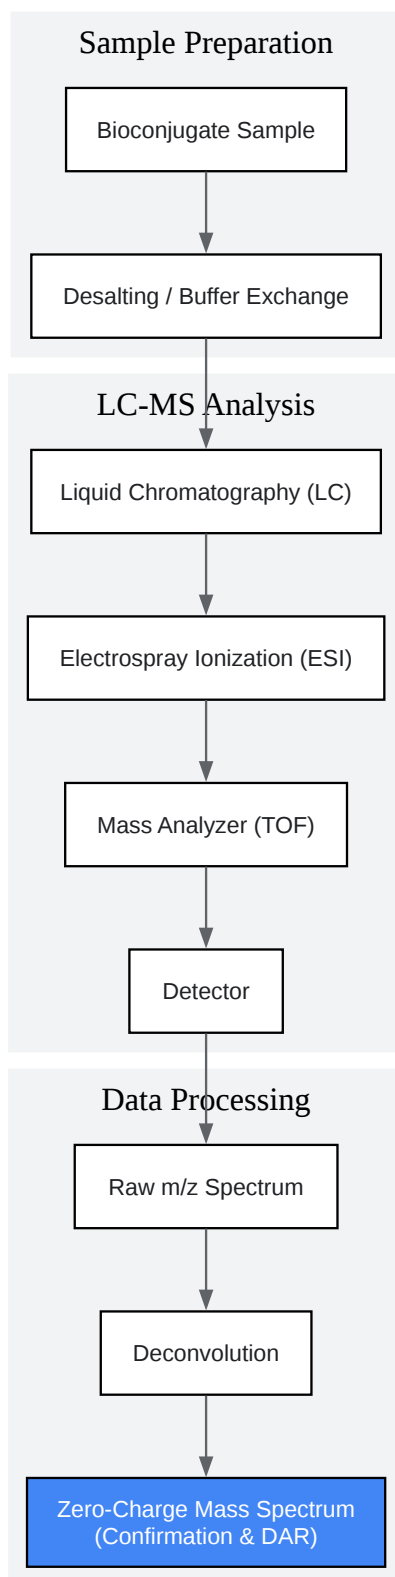 Sample Preparation
Bioconjugate Sample
Desalting / Buffer Exchange
LC-MS Analysis
Liquid Chromatography (LC)
Electrospray Ionization (ESI)
Mass Analyzer (TOF)
Detector
Data Processing
Raw m/z Spectrum
Deconvolution
Zero-Charge Mass Spectrum
(Confirmation & DAR)